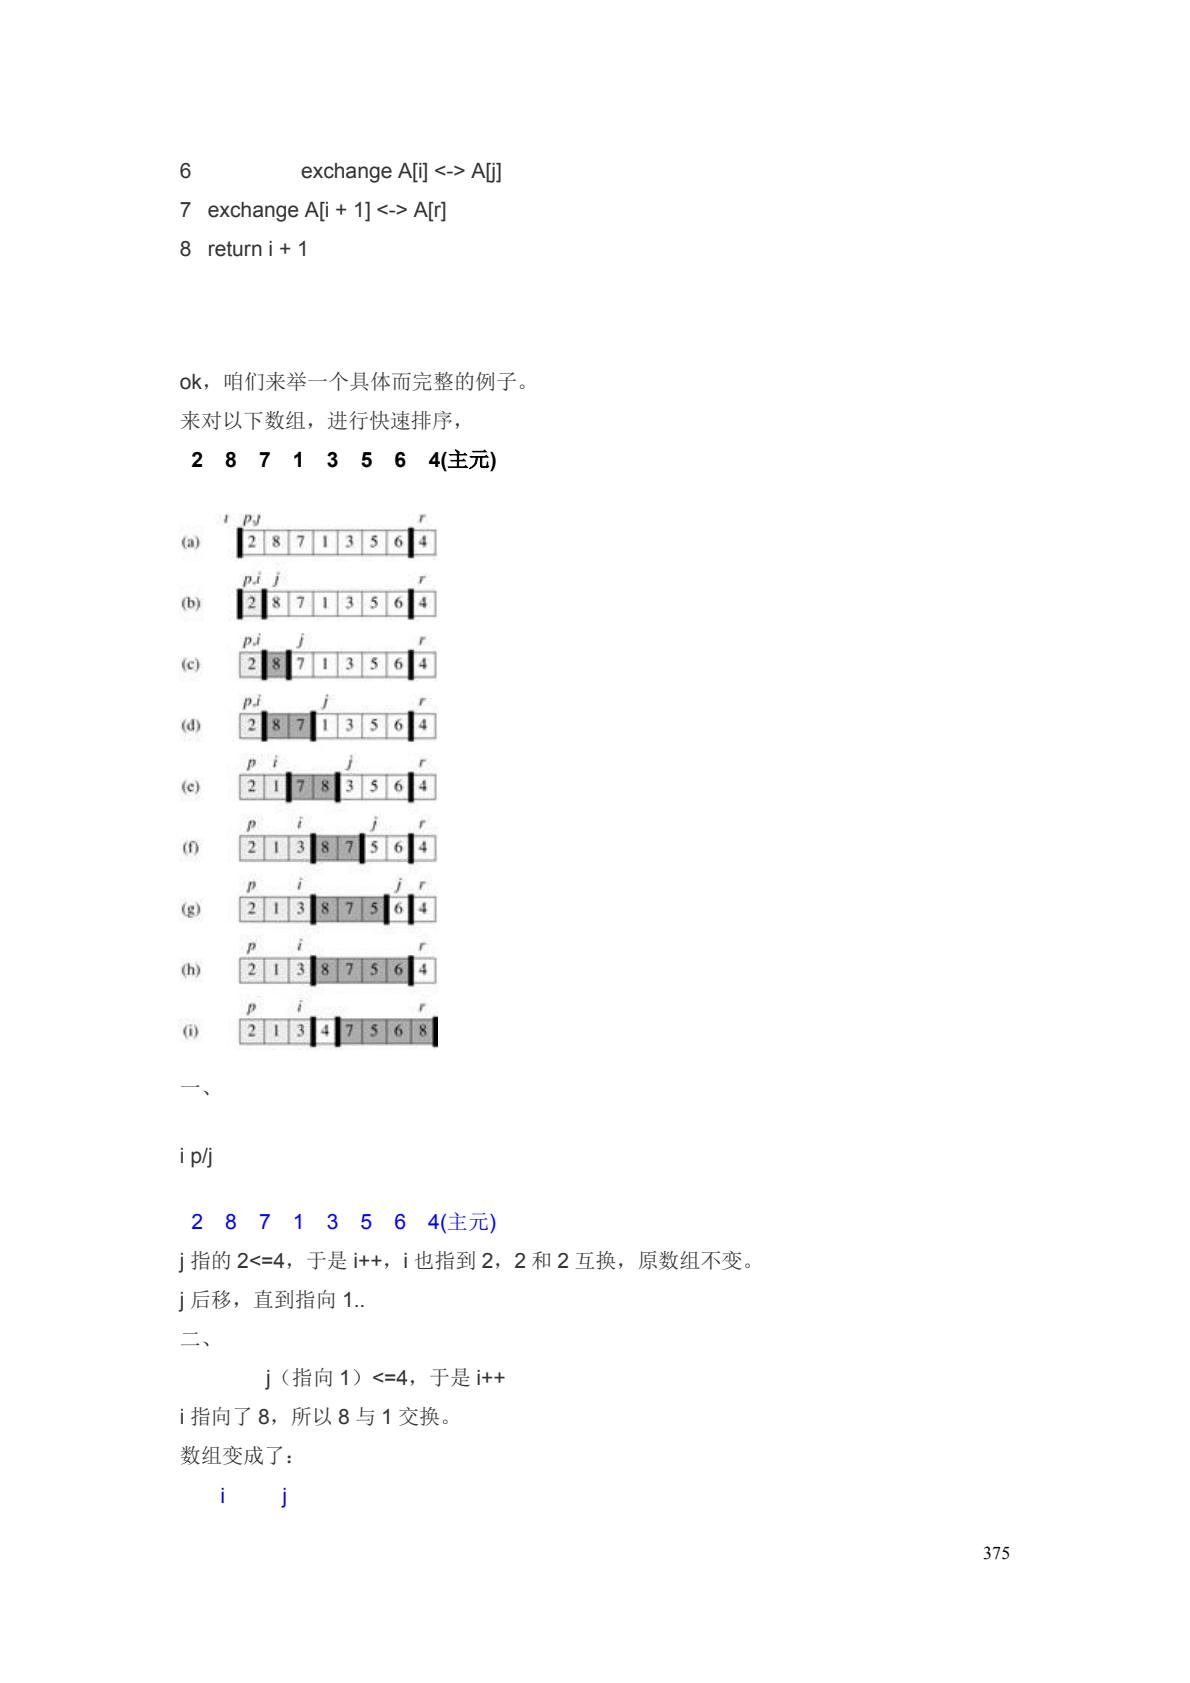 6 exchange A[i] <-> A[j]
7 exchange A[i + 1] <-> A[r]
8 return i + 1
ok，咱们来举一个具体而完整的例子。
来对以下数组，进行快速排序，
2 8 7 1 3 5 6 4(主元)
i p,j r
(a) 2 8 7 1 3 5 6 4
p,i j r
(b) 2 8 7 1 3 5 6 4
p,i j r
(c) 2 8 7 1 3 5 6 4
p,i j r
(d) 2 8 7 1 3 5 6 4
p i j r
(e) 2 1 7 8 3 5 6 4
p i j r
(f) 2 1 3 8 7 5 6 4
p i j r
(g) 2 1 3 8 7 5 6 4
p i r
(h) 2 1 3 8 7 5 6 4
p i r
(i) 2 1 3 4 7 5 6 8
一、
i p/j
2 8 7 1 3 5 6 4(主元)
j 指的 2<=4，于是 i++，i 也指到 2，2 和 2 互换，原数组不变。
j 后移，直到指向 1..
二、
j（指向 1）<=4，于是 i++
i 指向了 8，所以 8 与 1 交换。
数组变成了：
i j
375